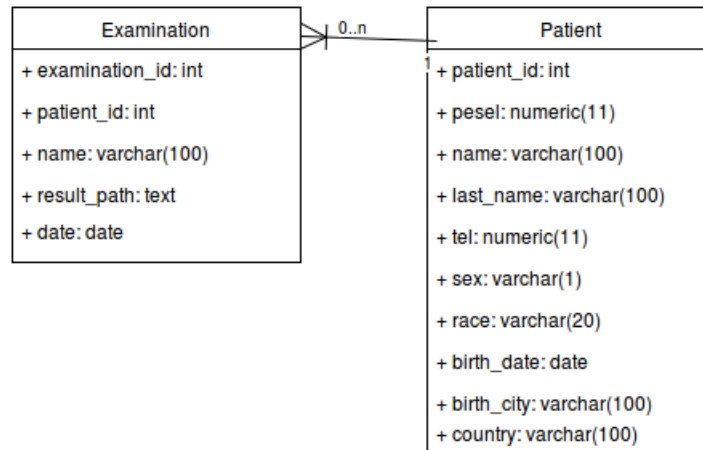 Examination
+ examination_id: int
+ patient_id: int
+ name: varchar(100)
+ result_path: text
+ date: date
0..n
1
Patient
+ patient_id: int
+ pesel: numeric(11)
+ name: varchar(100)
+ last_name: varchar(100)
+ tel: numeric(11)
+ sex: varchar(1)
+ race: varchar(20)
+ birth_date: date
+ birth_city: varchar(100)
+ country: varchar(100)